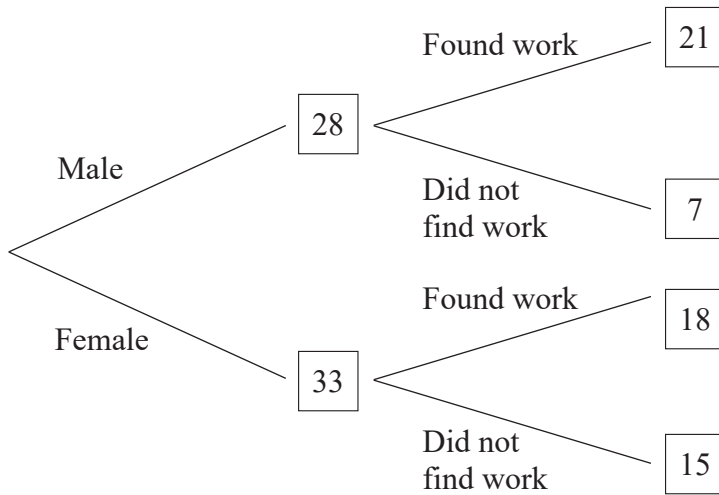 Found work
21
28
Male
Did not
find work
7
Found work
18
Female
33
Did not
find work
15